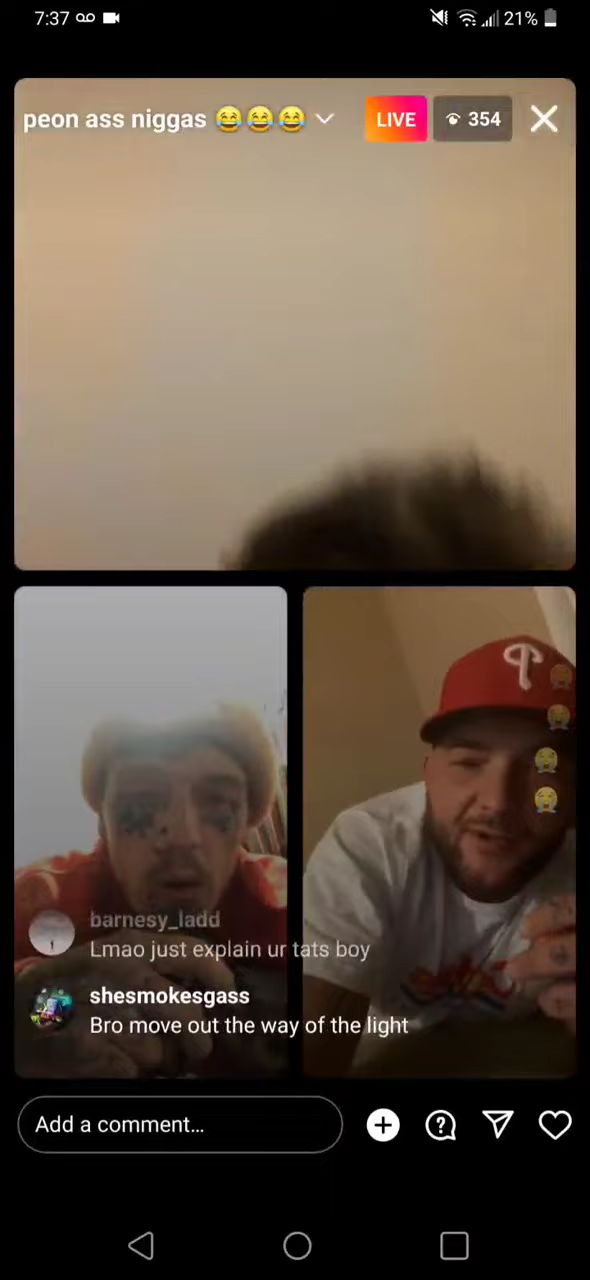 7:37
21%
peon ass niggas 😂😂😂
LIVE
354
P
barnesy_ladd
Lmao just explain ur tats boy
shesmokesgass
Bro move out the way of the light
Add a comment...